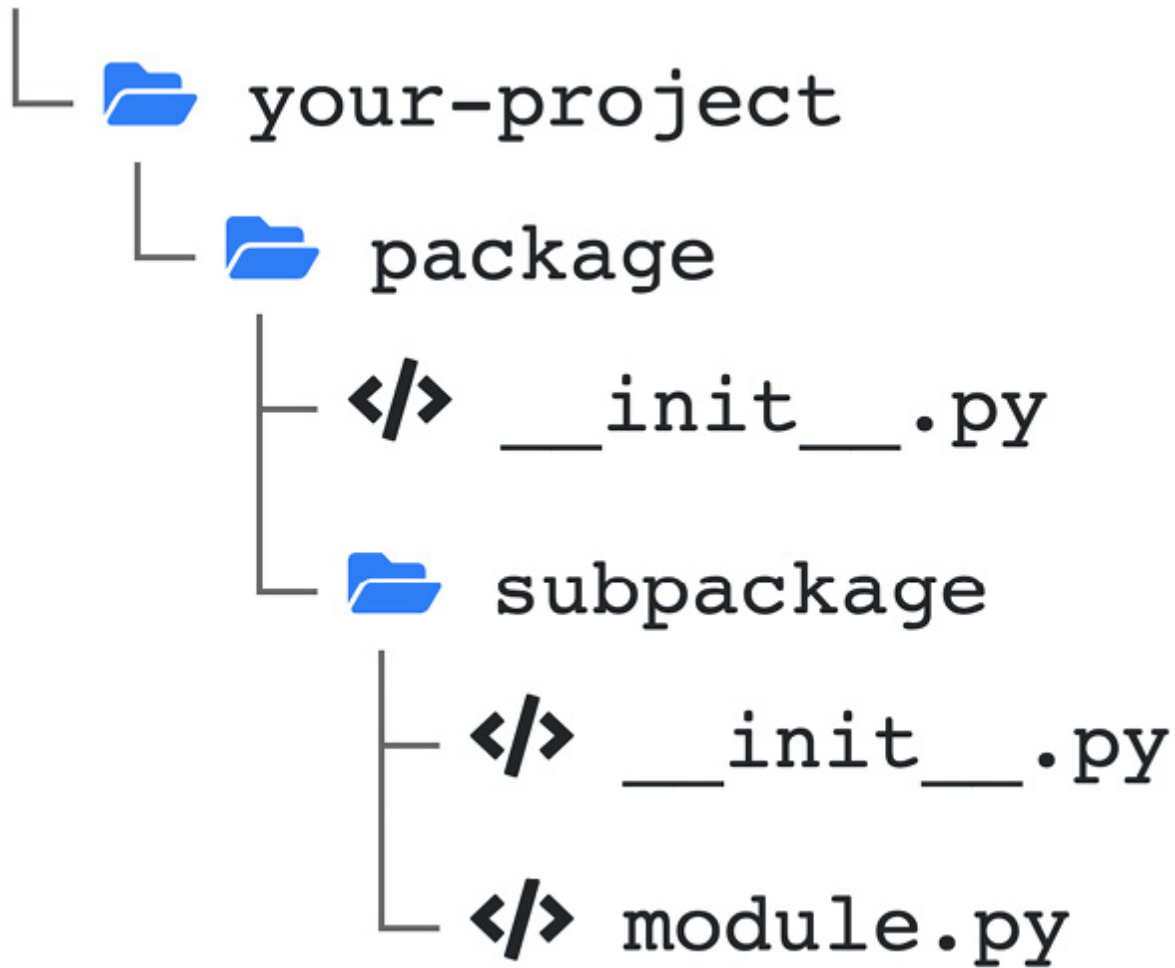 your-project
package
__init__.py
subpackage
__init__.py
module.py